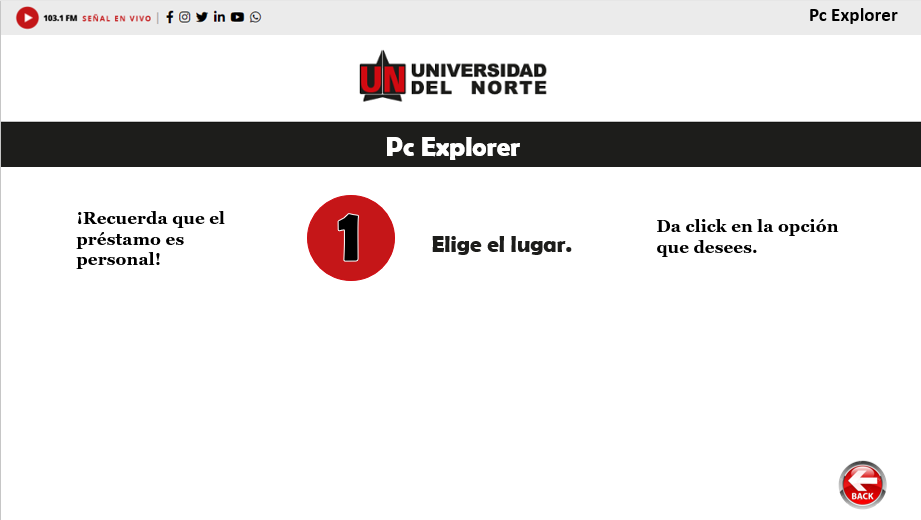 103.1 FM SEÑAL EN VIVO
Pc Explorer
UN UNIVERSIDAD
DEL NORTE
Pc Explorer
¡Recuerda que el
préstamo es
personal!
1
Elige el lugar.
Da click en la opción
que desees.
BACK